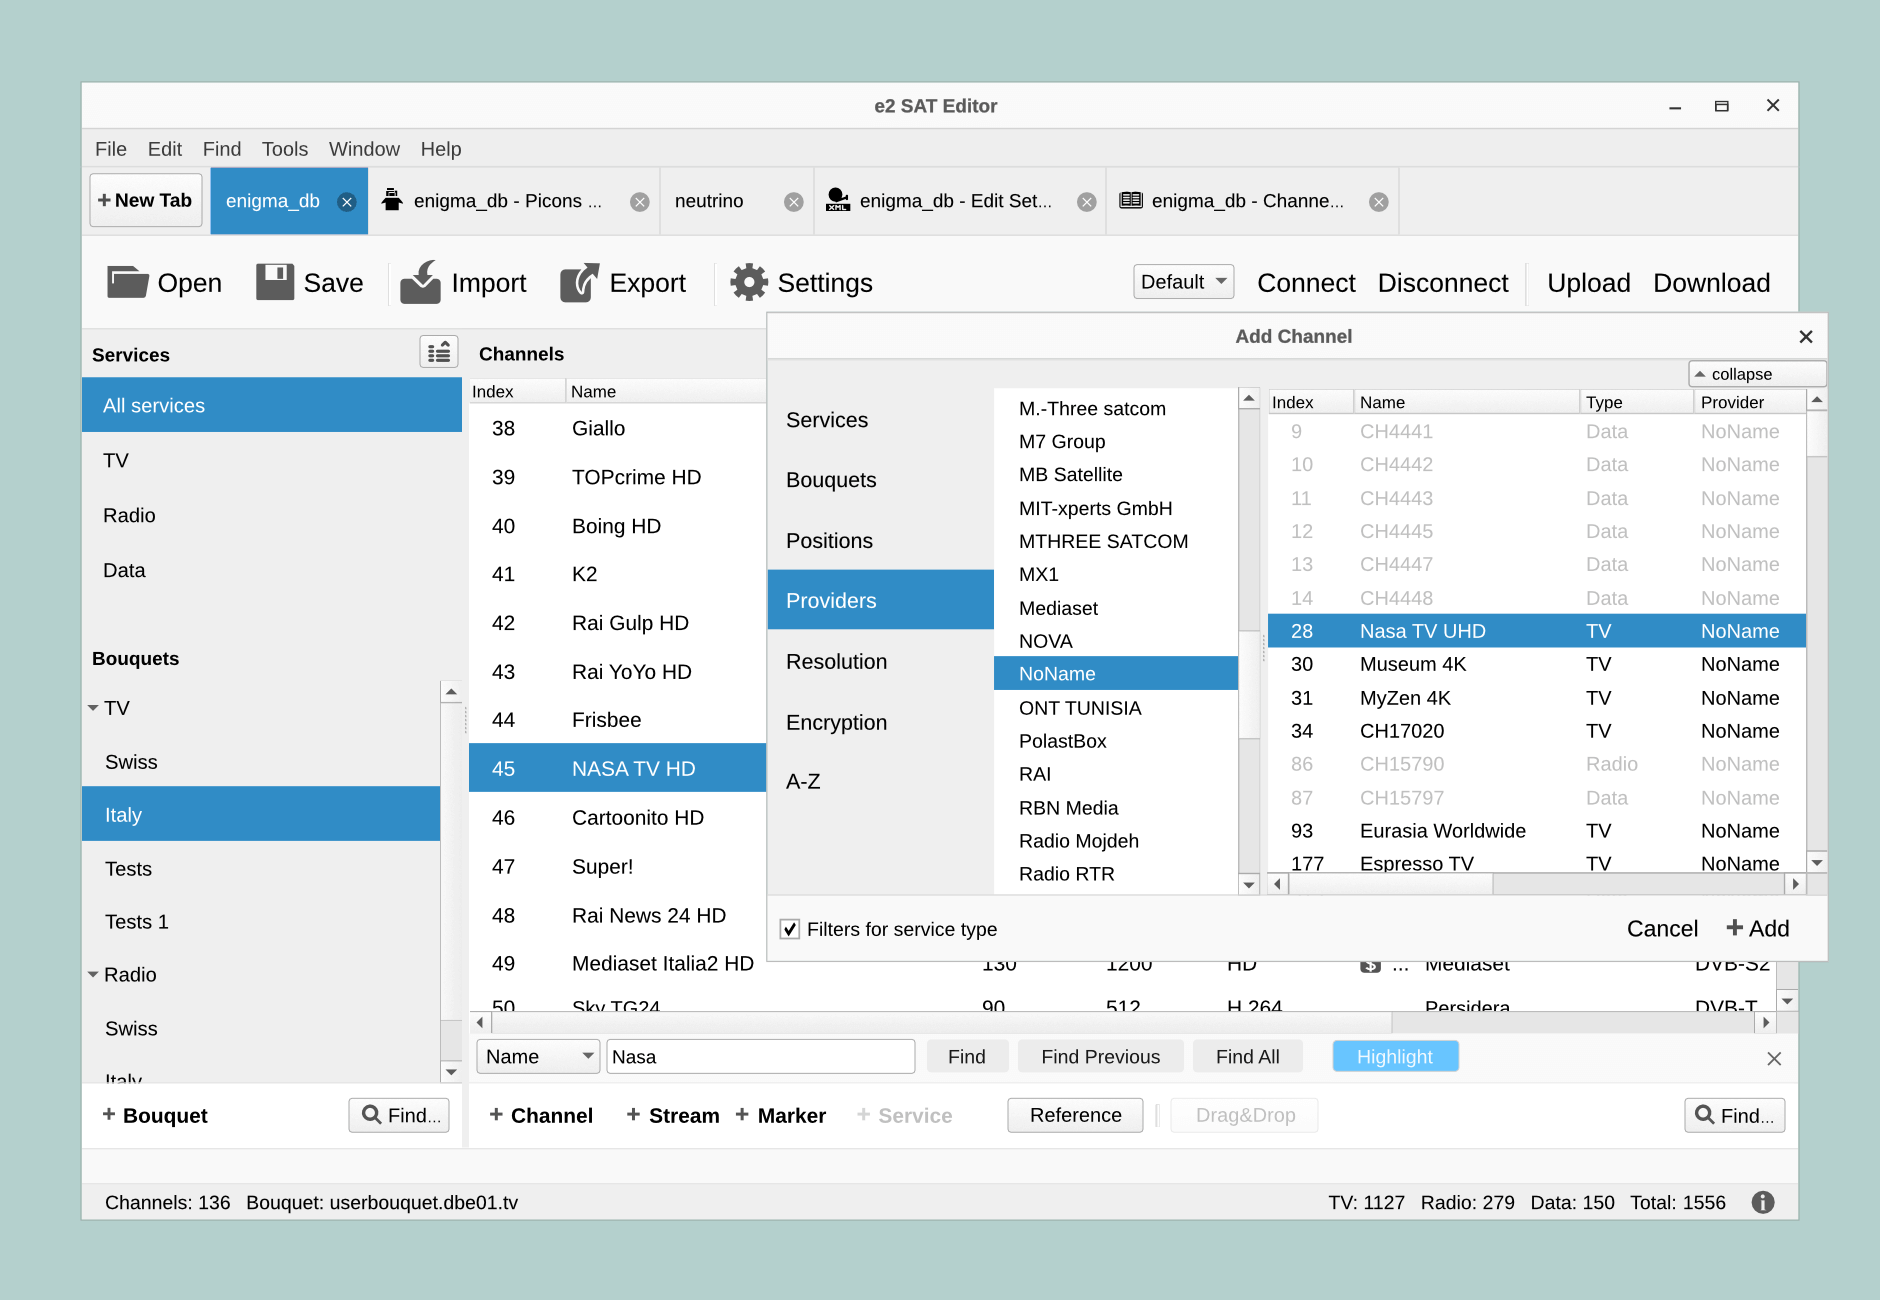 e2 SAT Editor
File Edit Find Tools Window Help
+ New Tab enigma_db enigma_db - Picons ... neutrino XML enigma_db - Edit Set... enigma_db - Channe...
Open Save Import Export Settings Default Connect Disconnect Upload Download
Services
All services
TV
Radio
Data
Bouquets
TV
Swiss
Italy
Tests
Tests 1
Radio
Swiss
Italy
+ Bouquet Find...
Channels
Index Name
38 Giallo
39 TOPcrime HD
40 Boing HD
41 K2
42 Rai Gulp HD
43 Rai YoYo HD
44 Frisbee
45 NASA TV HD
46 Cartoonito HD
47 Super!
48 Rai News 24 HD
49 Mediaset Italia2 HD 130 1200 HD $ ... Mediaset DVB-S2
50 Sky TG24 90 512 H.264 Persidera DVB-T
Name Nasa Find Find Previous Find All Highlight
+ Channel + Stream + Marker + Service Reference Drag&Drop Find...
Add Channel
collapse
Services
Bouquets
Positions
Providers
Resolution
Encryption
A-Z
M.-Three satcom
M7 Group
MB Satellite
MIT-xperts GmbH
MTHREE SATCOM
MX1
Mediaset
NOVA
NoName
ONT TUNISIA
PolastBox
RAI
RBN Media
Radio Mojdeh
Radio RTR
Index Name Type Provider
9 CH4441 Data NoName
10 CH4442 Data NoName
11 CH4443 Data NoName
12 CH4445 Data NoName
13 CH4447 Data NoName
14 CH4448 Data NoName
28 Nasa TV UHD TV NoName
30 Museum 4K TV NoName
31 MyZen 4K TV NoName
34 CH17020 TV NoName
86 CH15790 Radio NoName
87 CH15797 Data NoName
93 Eurasia Worldwide TV NoName
177 Espresso TV TV NoName
Filters for service type Cancel + Add
Channels: 136 Bouquet: userbouquet.dbe01.tv TV: 1127 Radio: 279 Data: 150 Total: 1556